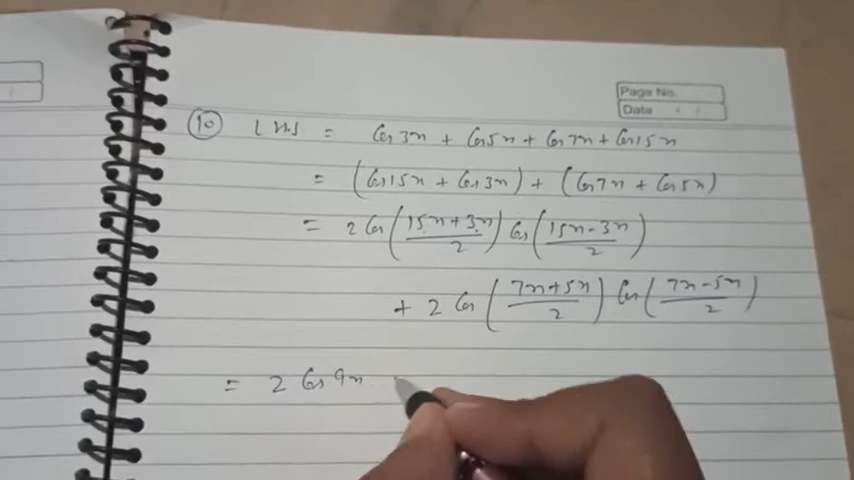 Page No.
Date
10 LHS = Cos 3x + Cos 5x + Cos 7x + Cos 15x
= (Cos 15x + Cos 3x) + (Cos 7x + Cos 5x)
= 2 Cos ((15x + 3x)/2) Cos ((15x - 3x)/2)
+ 2 Cos ((7x + 5x)/2) Cos ((7x - 5x)/2)
= 2 Cos 9x